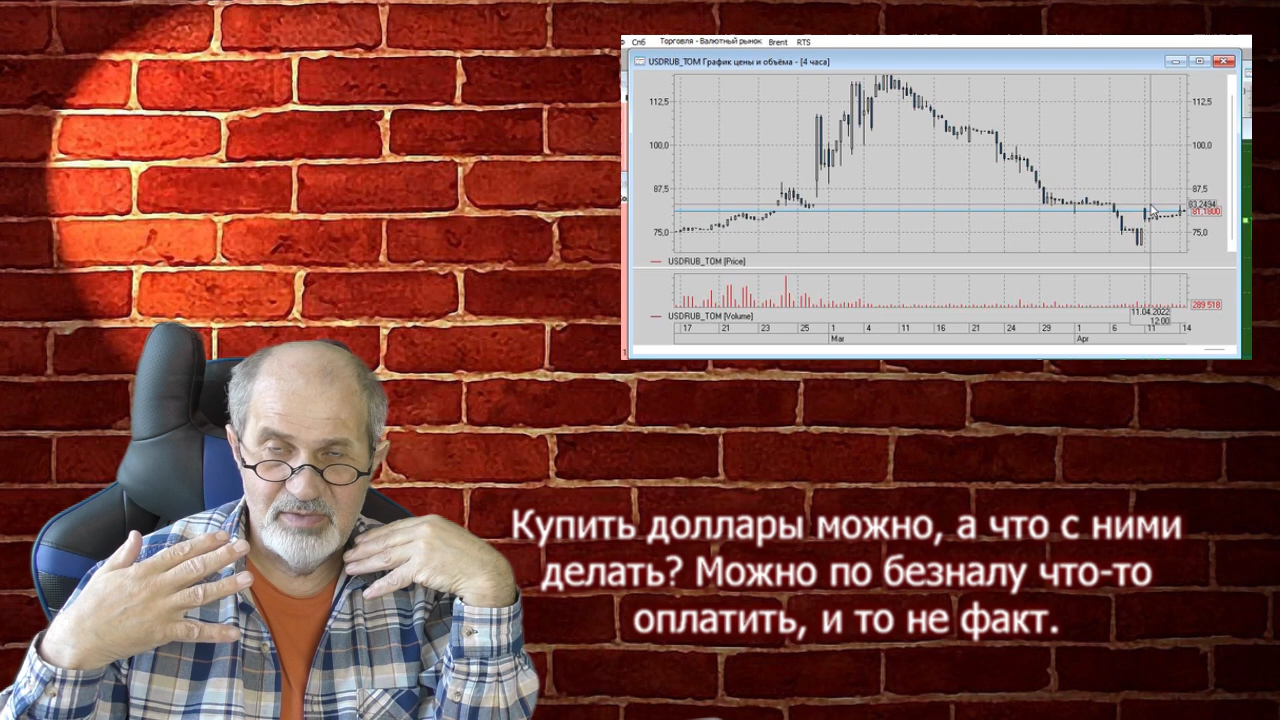 Спб Торговля - Валютный рынок Brent RTS
USDRUB_TOM График цены и объёма - [4 часа]
112,5 112,5
100,0 100,0
87,5 87,5
83,2494
81,1800
75,0 75,0
USDRUB_TOM [Price]
289 518
USDRUB_TOM [Volume]
11.04.2022
12:00
17 21 23 25 1 4 11 16 21 24 29 1 6 11 14
Mar Apr
Купить доллары можно, а что с ними
делать? Можно по безналу что-то
оплатить, и то не факт.